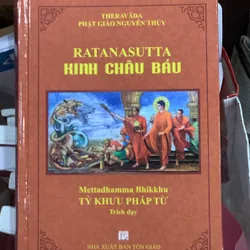 THERAVĀDA
PHẬT GIÁO NGUYÊN THỦY
RATANASUTTA
KINH CHÂU BÁU
Mettadhamma Bhikkhu
TỲ KHƯU PHÁP TỪ
Trích dạy
NHÀ XUẤT BẢN TÔN GIÁO